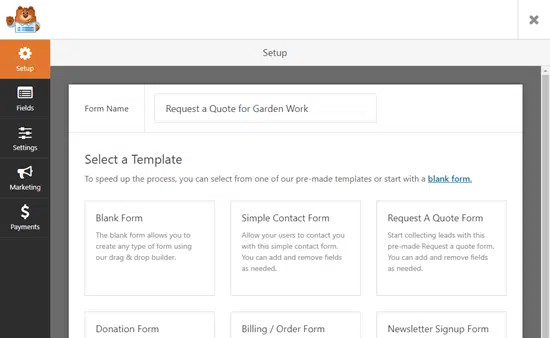 Setup
Setup
Fields
Settings
Marketing
Payments
Form Name
Request a Quote for Garden Work
Select a Template
To speed up the process, you can select from one of our pre-made templates or start with a blank form.
Blank Form
The blank form allows you to
create any type of form using
our drag & drop builder.
Simple Contact Form
Allow your users to contact you
with this simple contact form.
You can add and remove fields
as needed.
Request A Quote Form
Start collecting leads with this
pre-made Request a quote form.
You can add and remove fields
as needed.
Donation Form
Billing / Order Form
Newsletter Signup Form